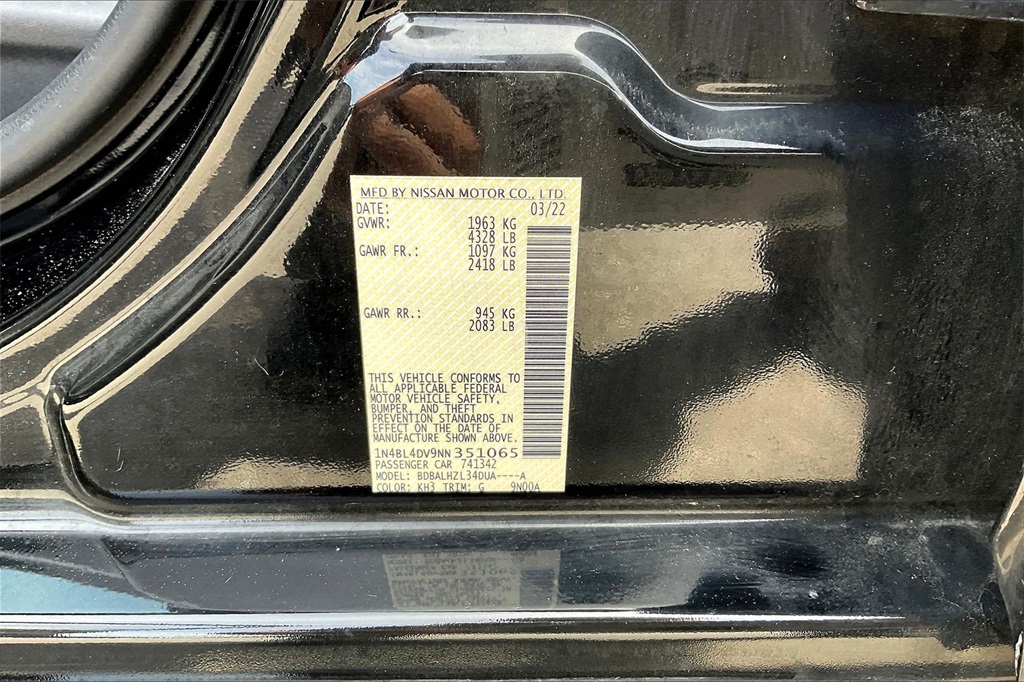 MFD BY NISSAN MOTOR CO., LTD.
DATE: 03/22
GVWR: 1963 KG
4328 LB
GAWR FR.: 1097 KG
2418 LB
GAWR RR.: 945 KG
2083 LB
THIS VEHICLE CONFORMS TO
ALL APPLICABLE FEDERAL
MOTOR VEHICLE SAFETY,
BUMPER, AND THEFT
PREVENTION STANDARDS IN
EFFECT ON THE DATE OF
MANUFACTURE SHOWN ABOVE.
1N4BL4DV9NN351065
PASSENGER CAR 741342
MODEL: BDBALHZL34DUA----A
COLOR: KH3 TRIM: G 9N00A